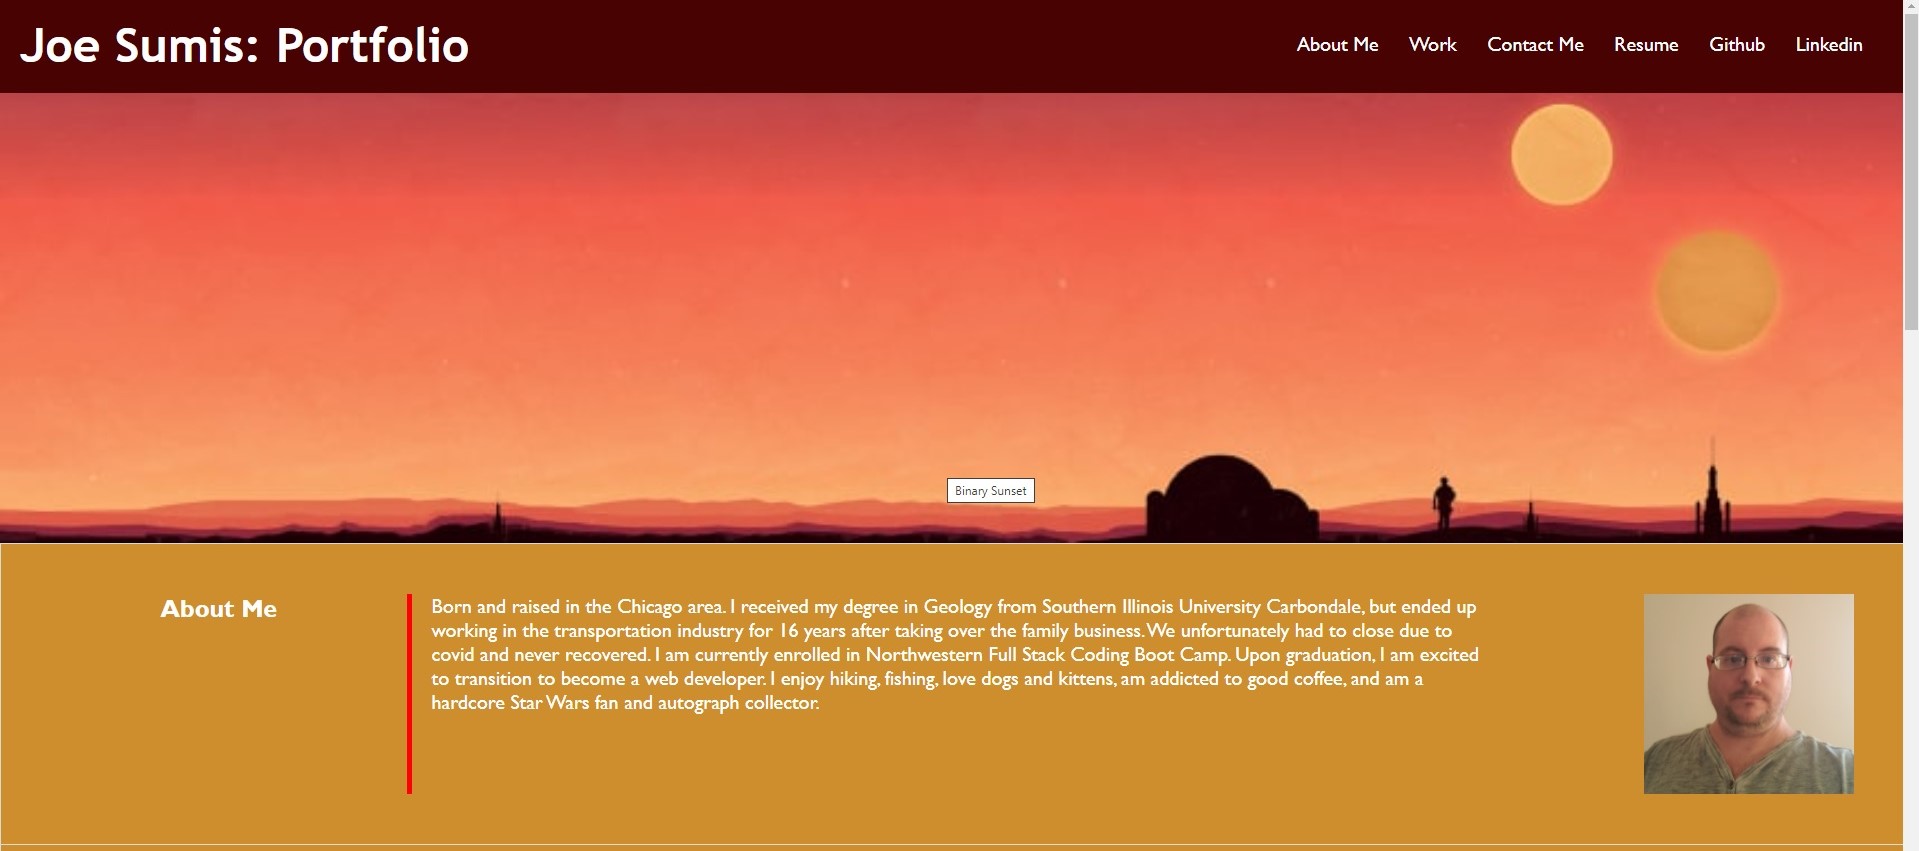 Joe Sumis: Portfolio
About Me Work Contact Me Resume Github Linkedin
Binary Sunset
About Me
Born and raised in the Chicago area. I received my degree in Geology from Southern Illinois University Carbondale, but ended up
working in the transportation industry for 16 years after taking over the family business. We unfortunately had to close due to
covid and never recovered. I am currently enrolled in Northwestern Full Stack Coding Boot Camp. Upon graduation, I am excited
to transition to become a web developer. I enjoy hiking, fishing, love dogs and kittens, am addicted to good coffee, and am a
hardcore Star Wars fan and autograph collector.